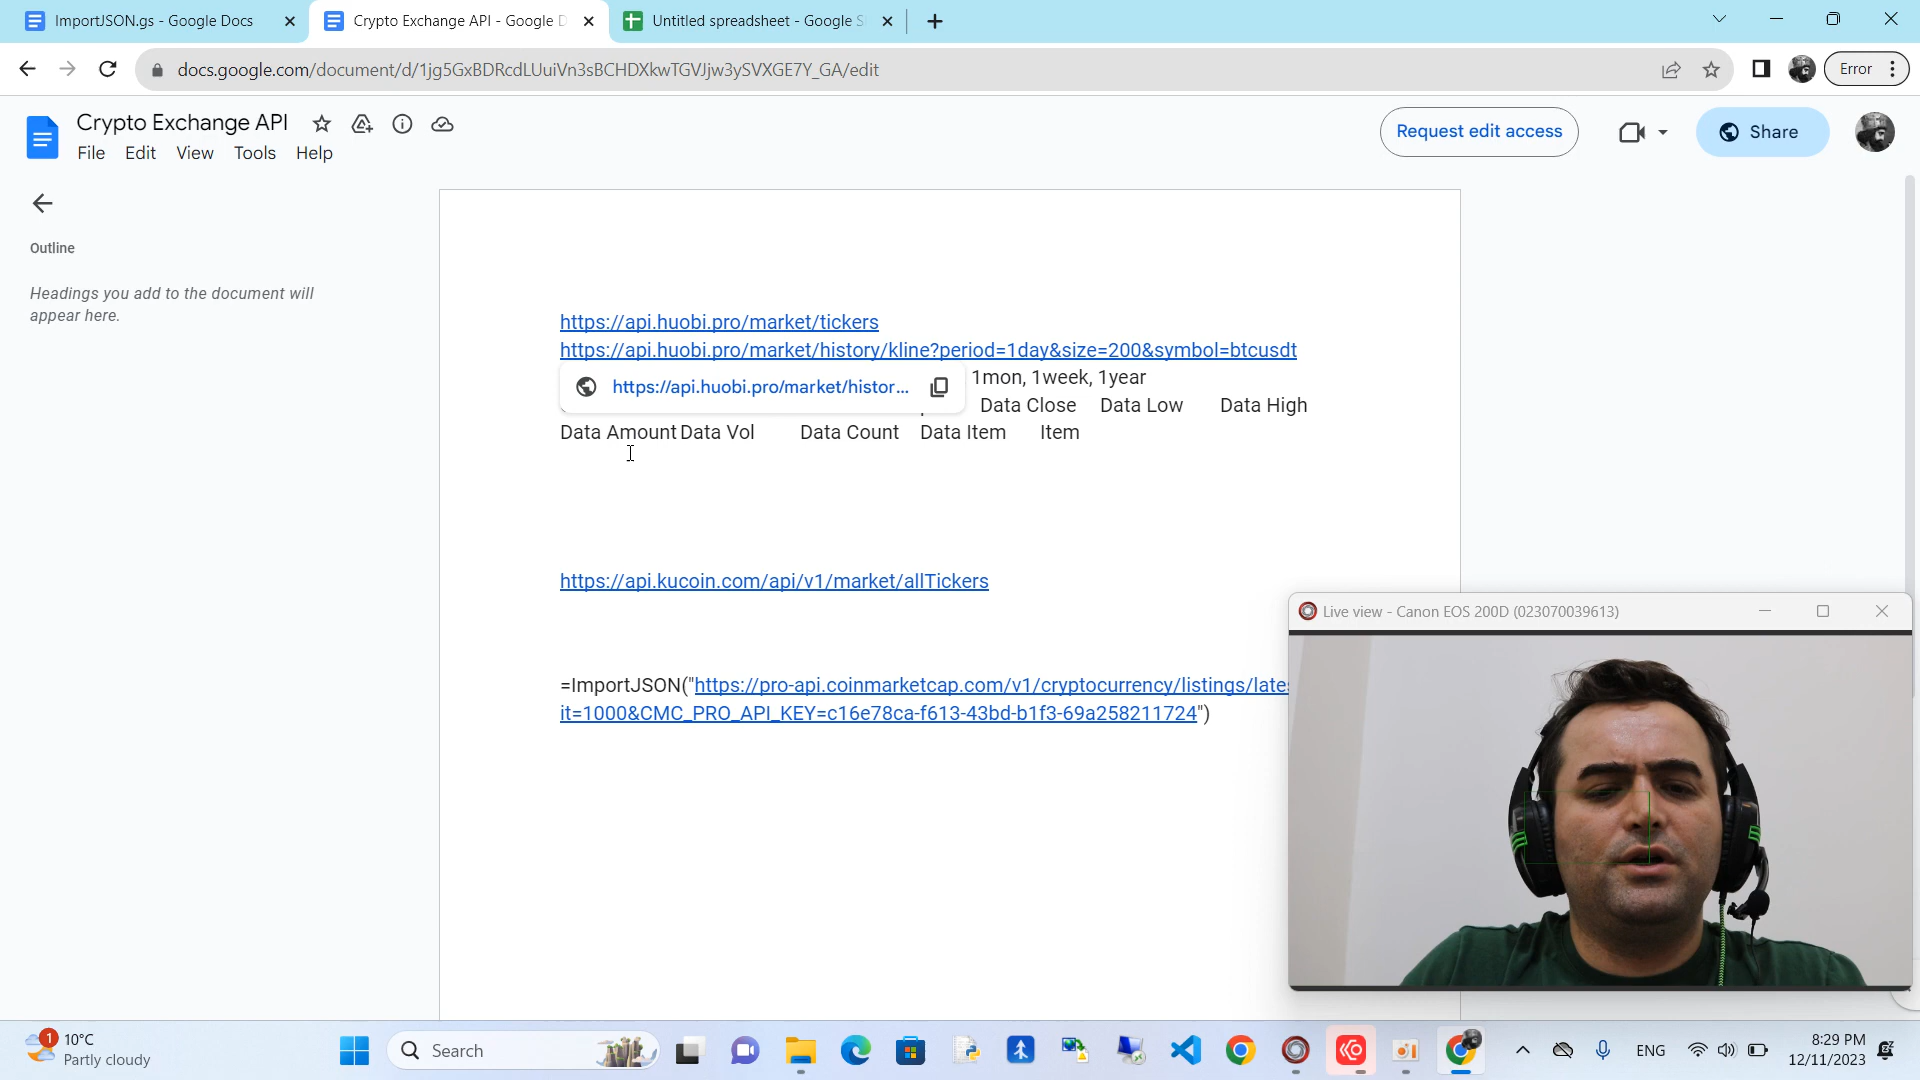 ImportJSON.gs - Google Docs
Crypto Exchange API - Google D
Untitled spreadsheet - Google S
docs.google.com/document/d/1jg5GxBDRcdLUuiVn3sBCHDXkwTGVJjw3ySVXGE7Y_GA/edit
Error
Crypto Exchange API
File Edit View Tools Help
Request edit access
Share
Outline
Headings you add to the document will
appear here.
https://api.huobi.pro/market/tickers
https://api.huobi.pro/market/history/kline?period=1day&size=200&symbol=btcusdt
https://api.huobi.pro/market/histor...
1mon, 1week, 1year
Data Close Data Low Data High
Data Amount Data Vol Data Count Data Item Item
https://api.kucoin.com/api/v1/market/allTickers
=ImportJSON("https://pro-api.coinmarketcap.com/v1/cryptocurrency/listings/late
it=1000&CMC_PRO_API_KEY=c16e78ca-f613-43bd-b1f3-69a258211724")
Live view - Canon EOS 200D (023070039613)
1
10°C
Partly cloudy
Search
ENG
8:29 PM
12/11/2023